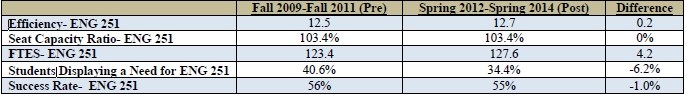 Fall 2009-Fall 2011 (Pre) Spring 2012-Spring 2014 (Post) Difference
Efficiency- ENG 251 12.5 12.7 0.2
Seat Capacity Ratio- ENG 251 103.4% 103.4% 0%
FTES- ENG 251 123.4 127.6 4.2
Students Displaying a Need for ENG 251 40.6% 34.4% -6.2%
Success Rate- ENG 251 56% 55% -1.0%